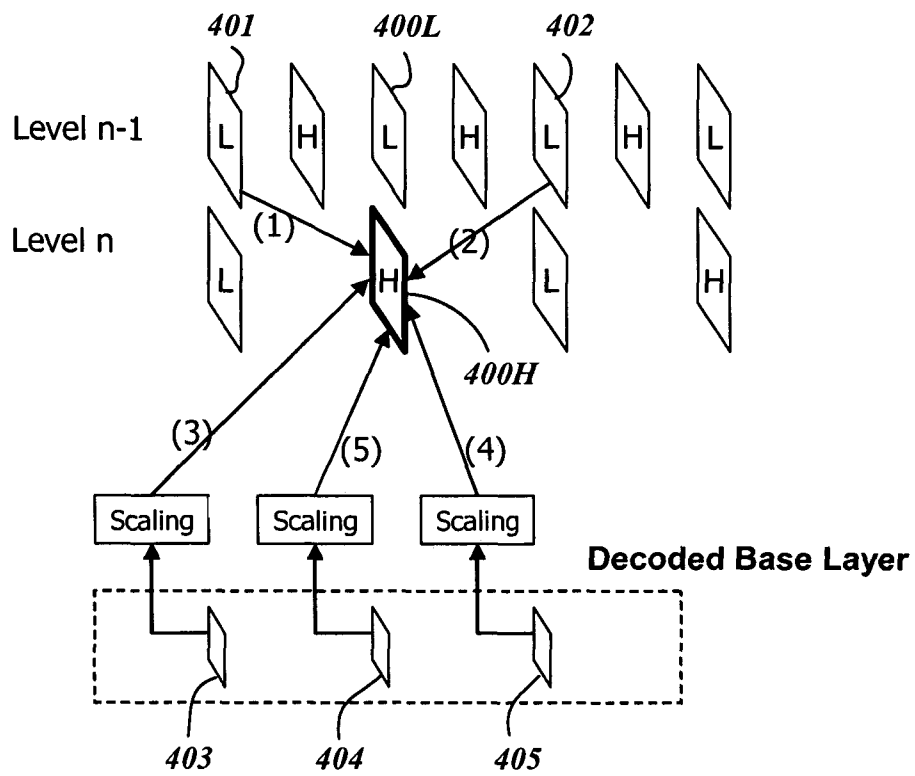 401 400L 402
Level n-1 L H L H L H L
(1) (2)
Level n L H L H
400H
(3) (5) (4)
Scaling Scaling Scaling
Decoded Base Layer
403 404 405